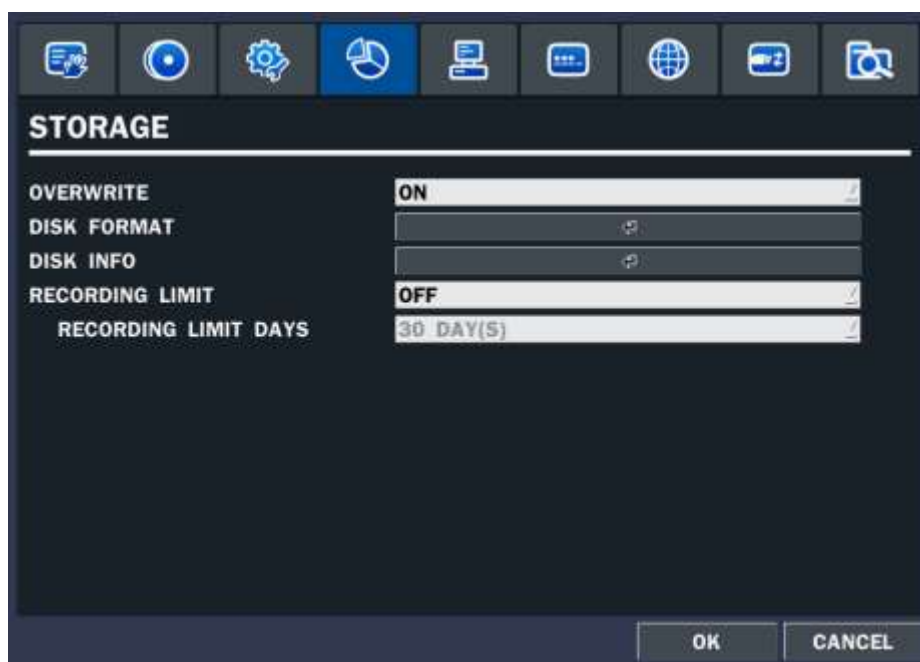 STORAGE
OVERWRITE ON
DISK FORMAT
DISK INFO
RECORDING LIMIT OFF
RECORDING LIMIT DAYS 30 DAY(S)
OK CANCEL